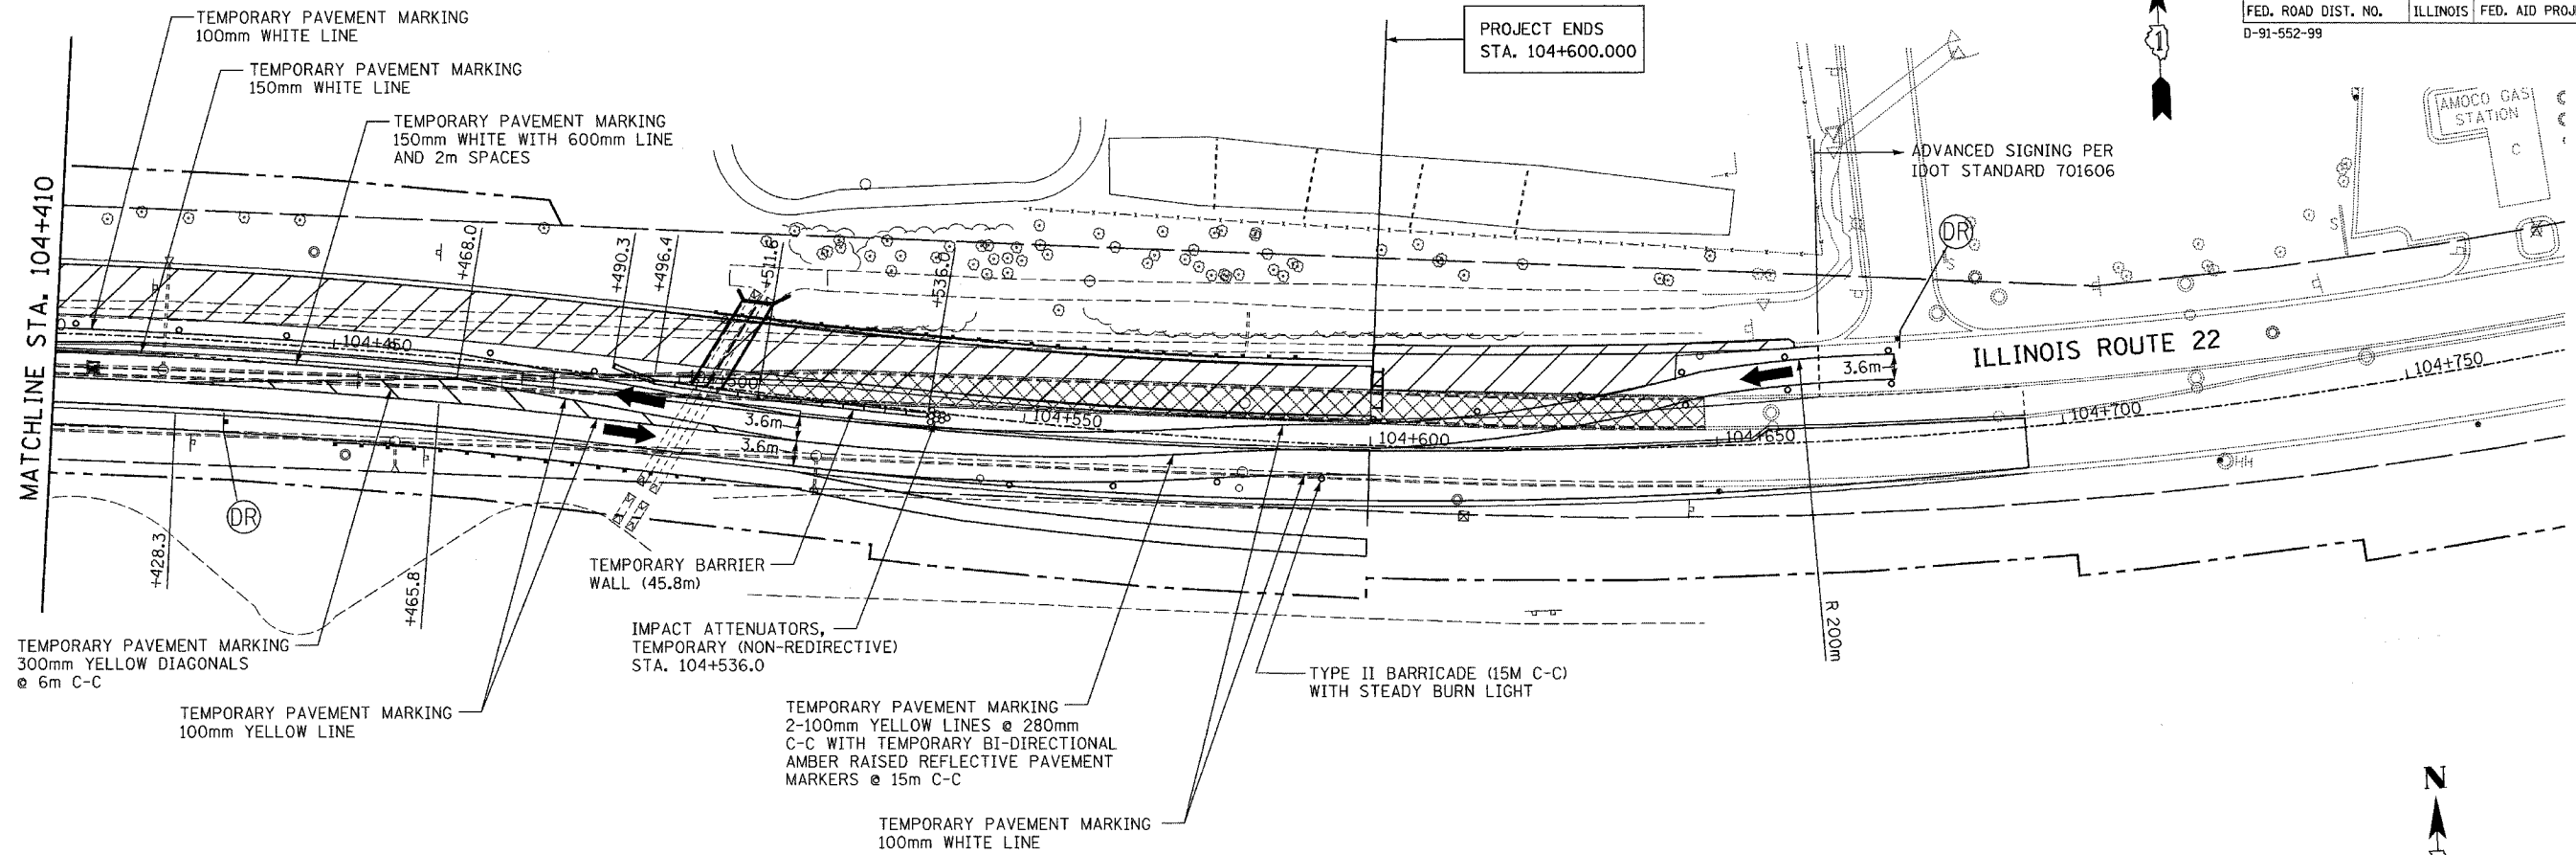 TEMPORARY PAVEMENT MARKING
100mm WHITE LINE
TEMPORARY PAVEMENT MARKING
150mm WHITE LINE
TEMPORARY PAVEMENT MARKING
150mm WHITE WITH 600mm LINE
AND 2m SPACES
PROJECT ENDS
STA. 104+600.000
FED. ROAD DIST. NO.
ILLINOIS
FED. AID PROJ
D-91-552-99
1
AMOCO GAS
STATION
C
ADVANCED SIGNING PER
IDOT STANDARD 701606
DR
S
S
MATCHLINE STA. 104+410
+468.0
+490.3
+496.4
+511.6
+536.0
104+450
ILLINOIS ROUTE 22
3.6m
104+750
104+700
104+650
104+600
104+550
3.6m
3.6m
HH
DR
+428.3
+465.8
TEMPORARY BARRIER
WALL (45.8m)
R 200m
TEMPORARY PAVEMENT MARKING
300mm YELLOW DIAGONALS
@ 6m C-C
IMPACT ATTENUATORS,
TEMPORARY (NON-REDIRECTIVE)
STA. 104+536.0
TYPE II BARRICADE (15M C-C)
WITH STEADY BURN LIGHT
TEMPORARY PAVEMENT MARKING
100mm YELLOW LINE
TEMPORARY PAVEMENT MARKING
2-100mm YELLOW LINES @ 280mm
C-C WITH TEMPORARY BI-DIRECTIONAL
AMBER RAISED REFLECTIVE PAVEMENT
MARKERS @ 15m C-C
TEMPORARY PAVEMENT MARKING
100mm WHITE LINE
N